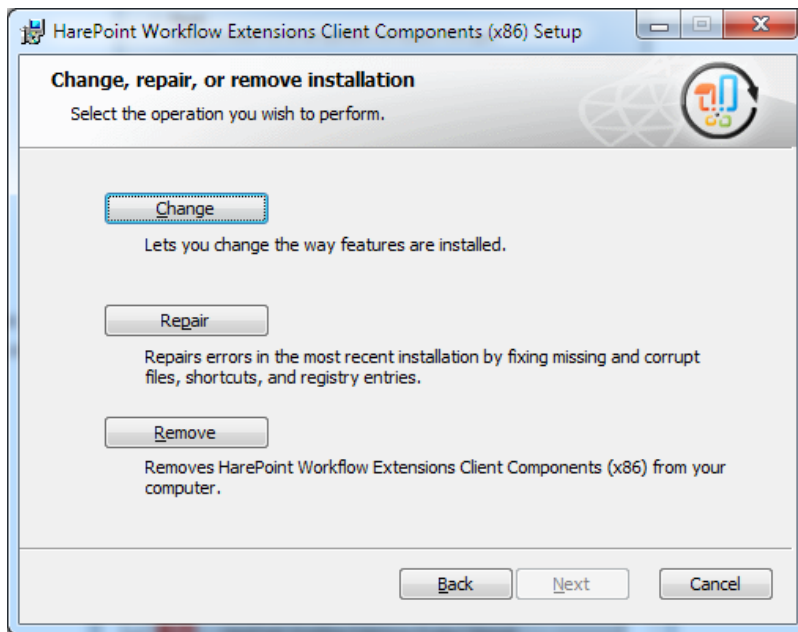 HarePoint Workflow Extensions Client Components (x86) Setup
Change, repair, or remove installation
Select the operation you wish to perform.
Change
Lets you change the way features are installed.
Repair
Repairs errors in the most recent installation by fixing missing and corrupt
files, shortcuts, and registry entries.
Remove
Removes HarePoint Workflow Extensions Client Components (x86) from your
computer.
Back Next Cancel